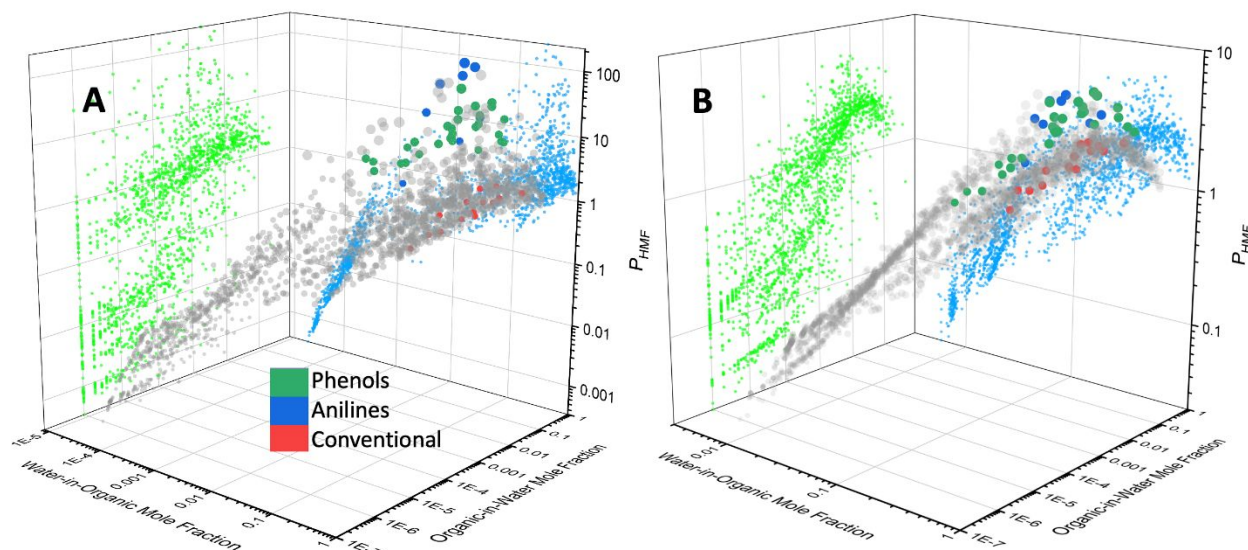 A
100
10
1
0.1
0.01
0.001
P_HMF
Phenols
Anilines
Conventional
1E-5
1E-4
0.001
0.01
0.1
1
Water-in-Organic Mole Fraction
1E-6
1E-5
1E-4
0.001
0.01
0.1
1
Organic-in-Water Mole Fraction
B
10
1
0.1
P_HMF
0.01
0.1
1
Water-in-Organic Mole Fraction
1E-7
1E-6
1E-5
1E-4
0.001
0.01
0.1
1
Organic-in-Water Mole Fraction